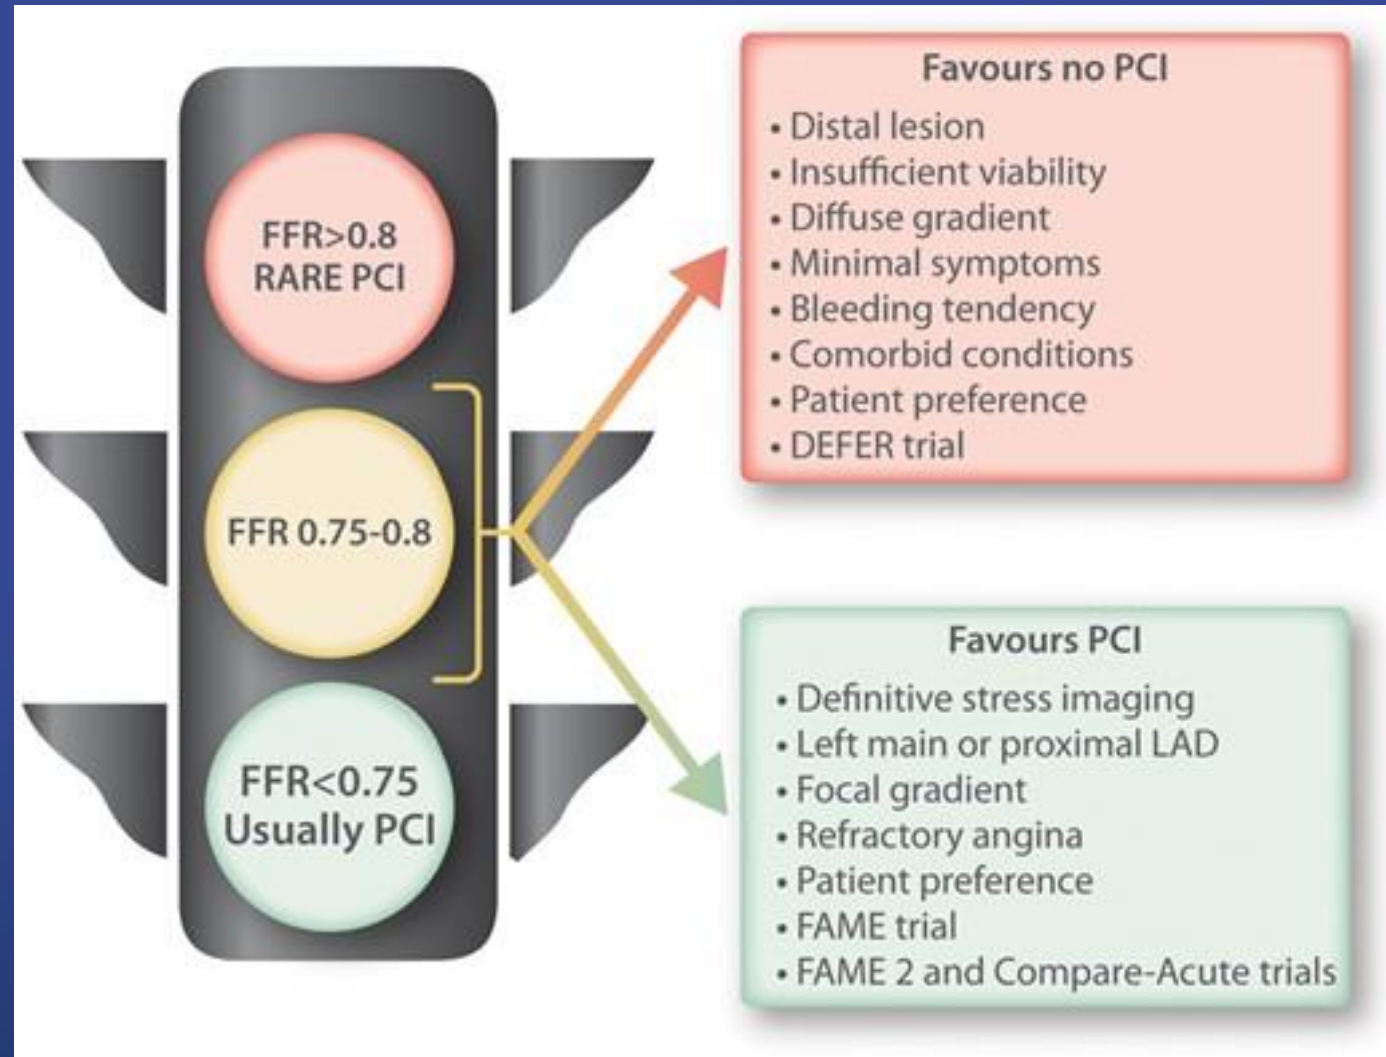 FFR>0.8
RARE PCI
FFR 0.75-0.8
FFR<0.75
Usually PCI
Favours no PCI
• Distal lesion
• Insufficient viability
• Diffuse gradient
• Minimal symptoms
• Bleeding tendency
• Comorbid conditions
• Patient preference
• DEFER trial
Favours PCI
• Definitive stress imaging
• Left main or proximal LAD
• Focal gradient
• Refractory angina
• Patient preference
• FAME trial
• FAME 2 and Compare-Acute trials